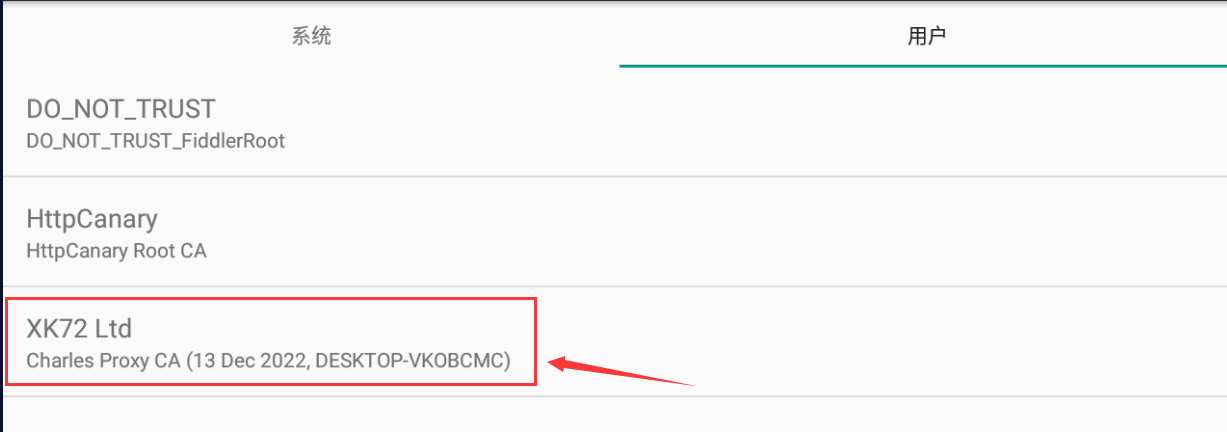 系统
用户
DO_NOT_TRUST
DO_NOT_TRUST_FiddlerRoot
HttpCanary
HttpCanary Root CA
XK72 Ltd
Charles Proxy CA (13 Dec 2022, DESKTOP-VKOBCMC)